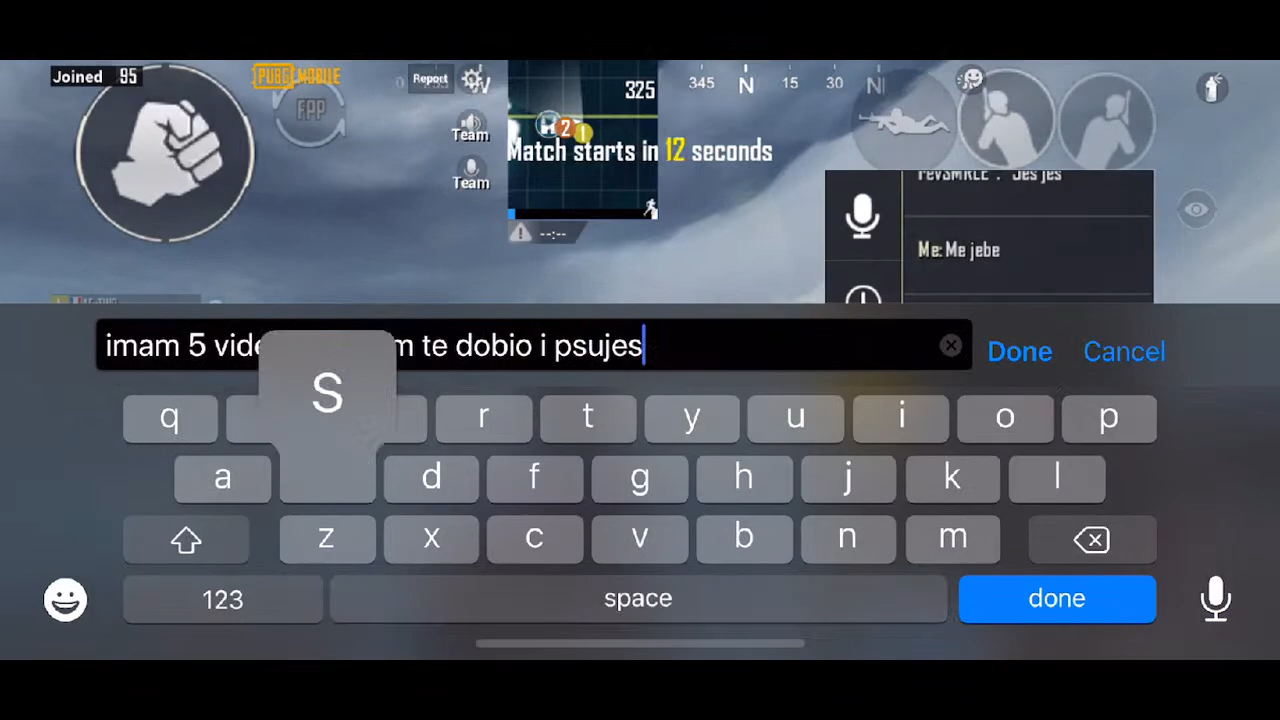 Joined 95
PUBG MOBILE
FPP
Report
345 N 15 30
325
Team
Match starts in 12 seconds
Team
--:--
Jes jes
Me: Me jebe
imam 5 m te dobio i psujes
Done
Cancel
S
q r t y u i o p
a d f g h j k l
z x c v b n m
123
space
done